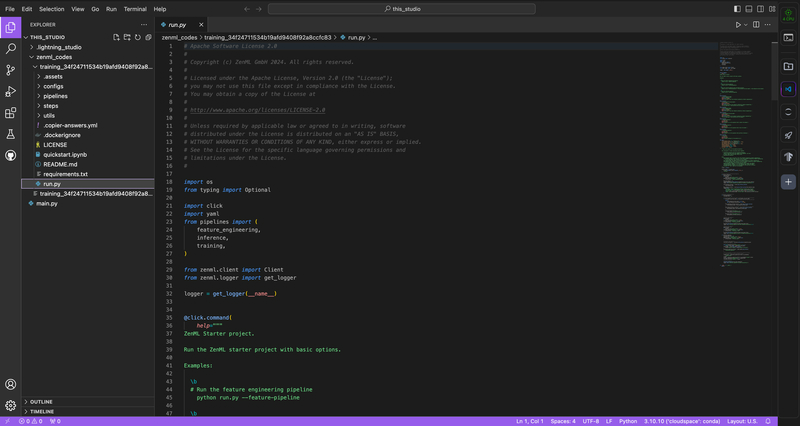 File Edit Selection View Go Run Terminal Help
this_studio
EXPLORER
THIS_STUDIO
.lightning_studio
zenml_codes
training_34f24711534b19afd9408f92a8...
.assets
configs
pipelines
steps
utils
.copier-answers.yml
.dockerignore
LICENSE
quickstart.ipynb
README.md
requirements.txt
run.py
training_34f24711534b19afd9408f92a8...
main.py
OUTLINE
TIMELINE
run.py
zenml_codes > training_34f24711534b19afd9408f92a8ccfc83 > run.py > ...
1 # Apache Software License 2.0
2 #
3 # Copyright (c) ZenML GmbH 2024. All rights reserved.
4 #
5 # Licensed under the Apache License, Version 2.0 (the "License");
6 # you may not use this file except in compliance with the License.
7 # You may obtain a copy of the License at
8 #
9 # http://www.apache.org/licenses/LICENSE-2.0
10 #
11 # Unless required by applicable law or agreed to in writing, software
12 # distributed under the License is distributed on an "AS IS" BASIS,
13 # WITHOUT WARRANTIES OR CONDITIONS OF ANY KIND, either express or implied.
14 # See the License for the specific language governing permissions and
15 # limitations under the License.
16 #
17
18 import os
19 from typing import Optional
20
21 import click
22 import yaml
23 from pipelines import (
24 feature_engineering,
25 inference,
26 training,
27 )
28
29 from zenml.client import Client
30 from zenml.logger import get_logger
31
32 logger = get_logger(__name__)
33
34
35 @click.command(
36 help="""
37 ZenML Starter project.
38
39 Run the ZenML starter project with basic options.
40
41 Examples:
42
43 \b
44 # Run the feature engineering pipeline
45 python run.py --feature-pipeline
46
47 \b
0 0 0 Ln 1, Col 1 Spaces: 4 UTF-8 LF Python 3.10.10 ('cloudspace': conda) Layout: U.S.